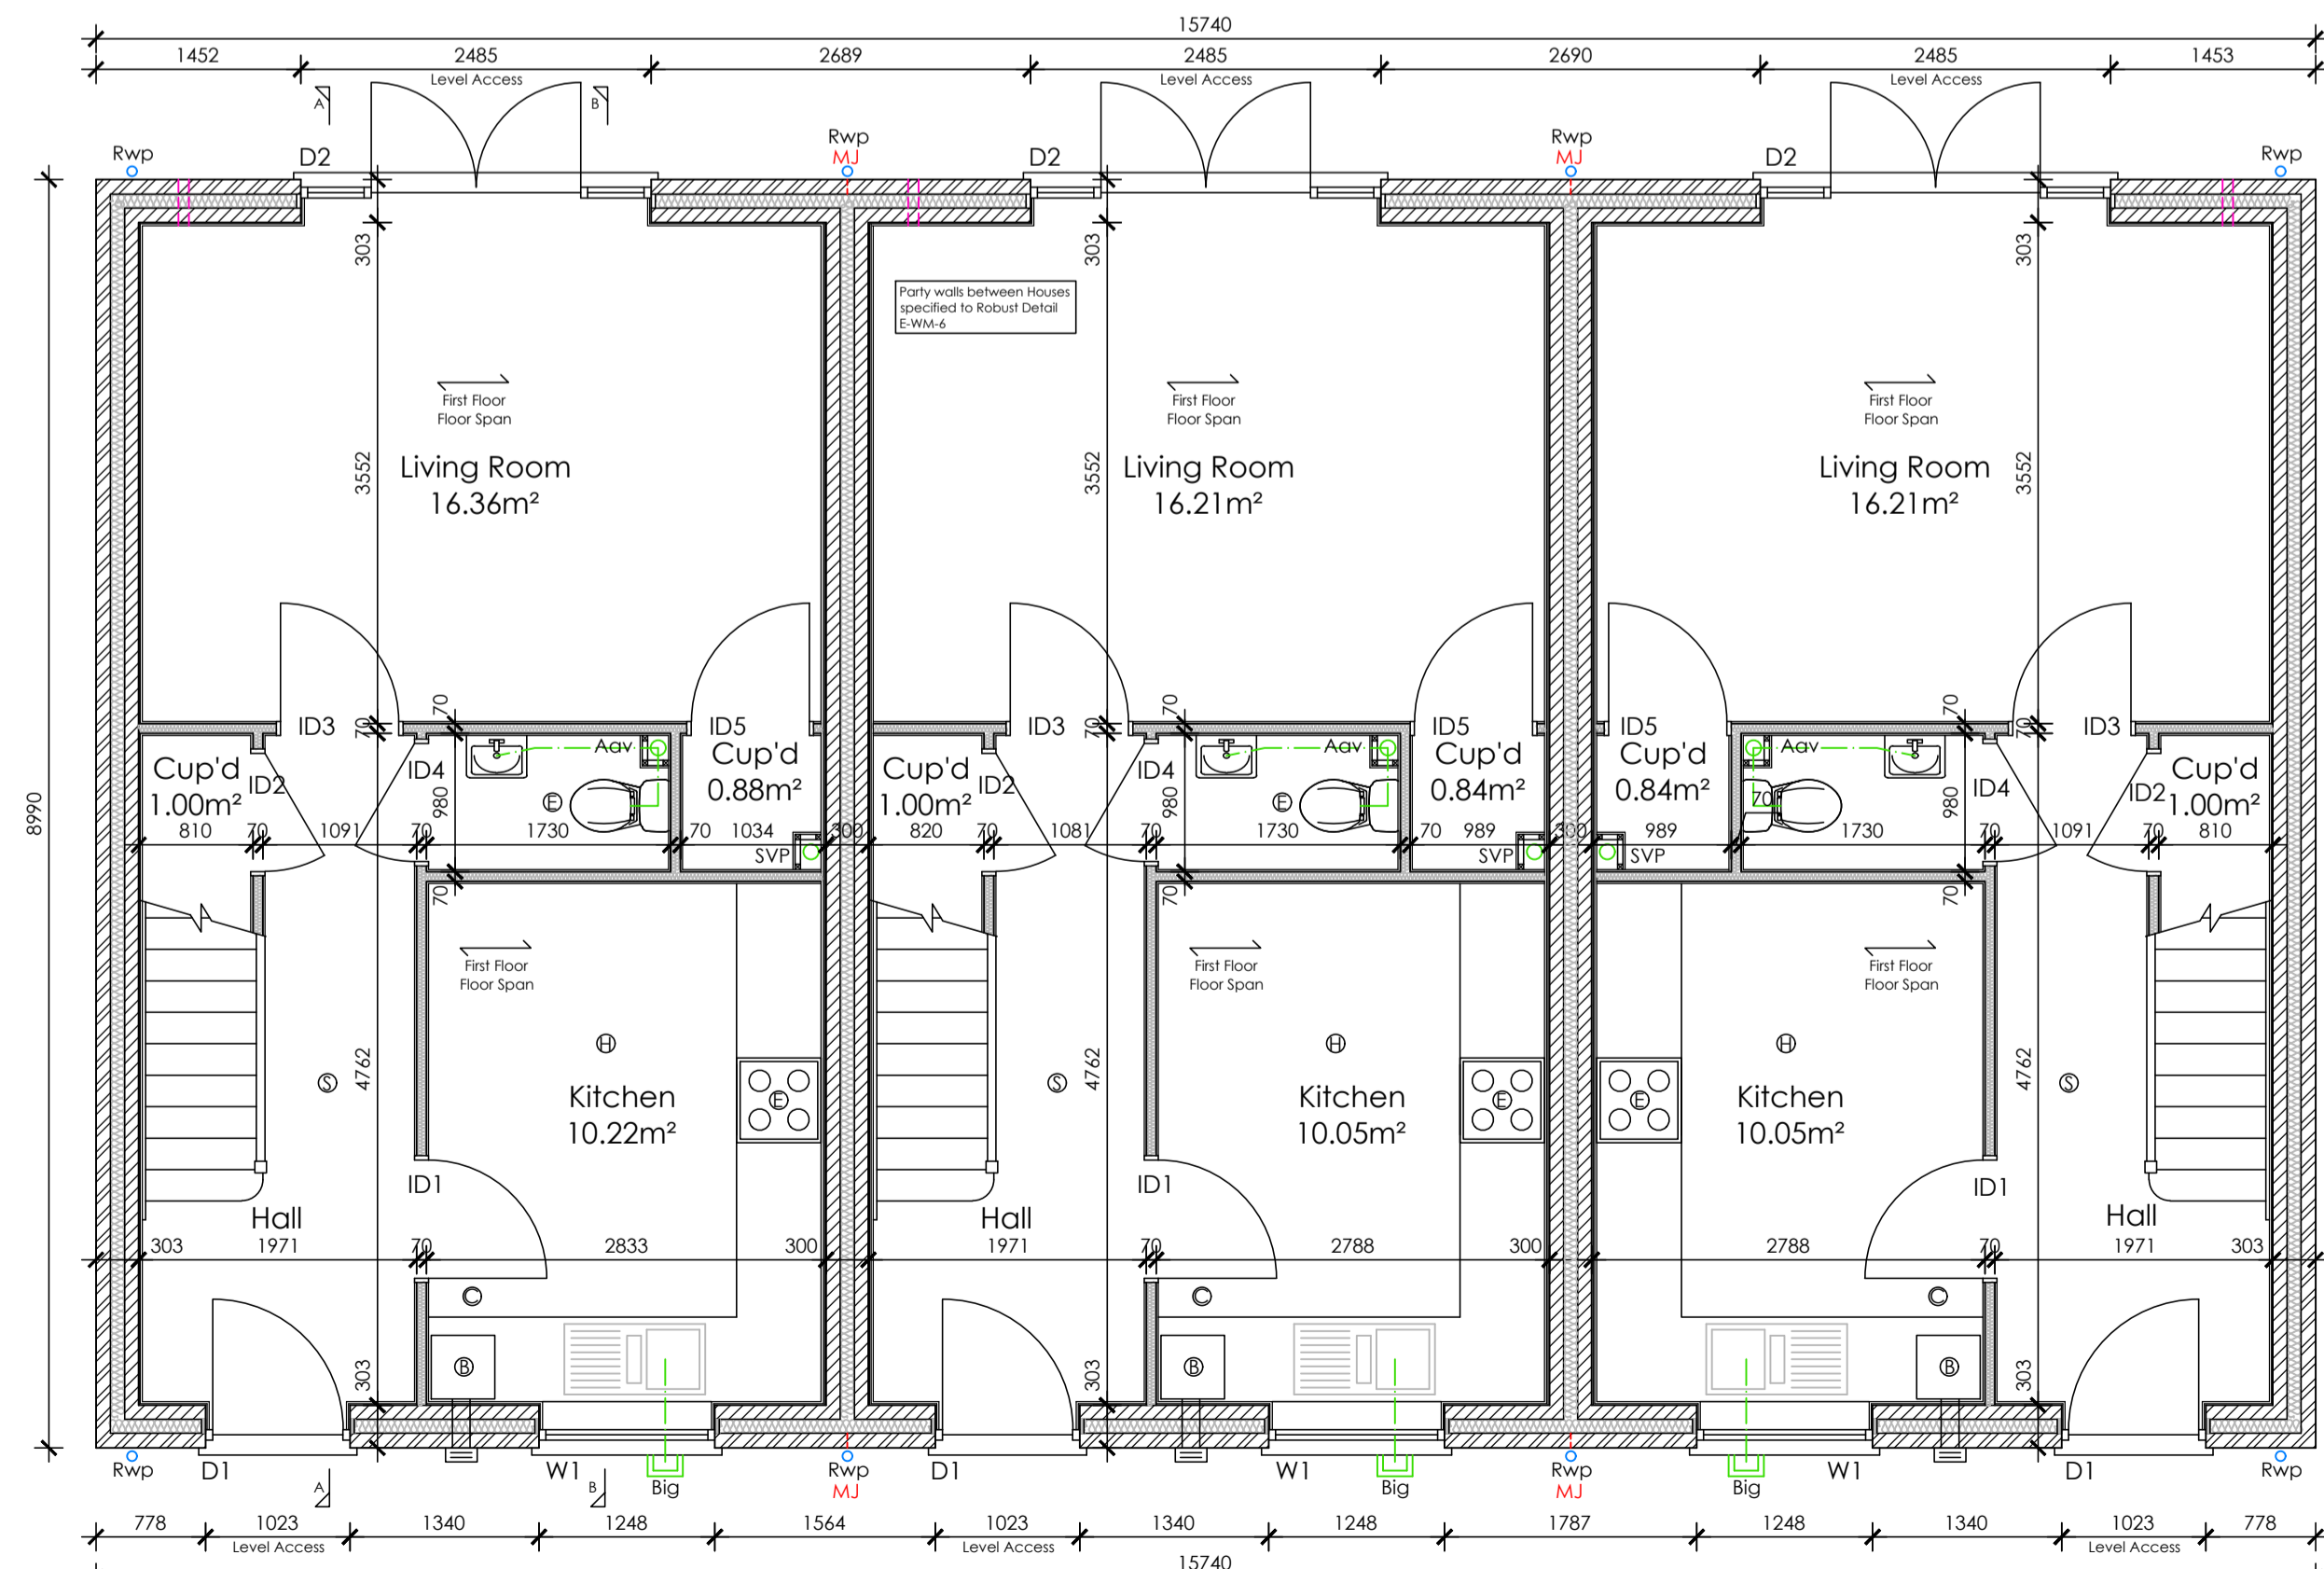 15740
1452 2485 2689 2485 2690 2485 1453
Level Access Level Access Level Access
A B
Rwp D2 Rwp D2 Rwp D2 Rwp
MJ MJ
303 303 303
Party walls between Houses
specified to Robust Detail
E-WM-6
First Floor First Floor First Floor
Floor Span Floor Span Floor Span
3552 3552 3552
Living Room Living Room Living Room
16.36m² 16.21m² 16.21m²
70 70 70
ID3 70 ID5 ID3 70 ID5 ID5 70 ID3
Aav Aav Aav
Cup'd ID2 ID4 Cup'd Cup'd ID2 ID4 Cup'd Cup'd ID4 ID2 Cup'd
1.00m² 980 E 0.88m² 1.00m² 980 E 0.84m² 0.84m² 70 980 1.00m²
8990
810 70 1091 70 1730 70 1034 300 820 70 1081 70 1730 70 989 300 989 1730 70 1091 70 810
SVP SVP SVP
70 70 70
First Floor First Floor First Floor
Floor Span Floor Span Floor Span
H H H
S 4762 S 4762 4762 S
Kitchen E Kitchen E E Kitchen
10.22m² 10.05m² 10.05m²
ID1 ID1 ID1
Hall Hall Hall
303 1971 70 2833 300 1971 70 2788 300 2788 70 1971 303
C C C
303 B 303 B B 303
Rwp D1 W1 Big Rwp D1 W1 Big Rwp Big W1 D1 Rwp
MJ MJ
A B
778 1023 1340 1248 1564 1023 1340 1248 1787 1248 1340 1023 778
Level Access Level Access Level Access
15740